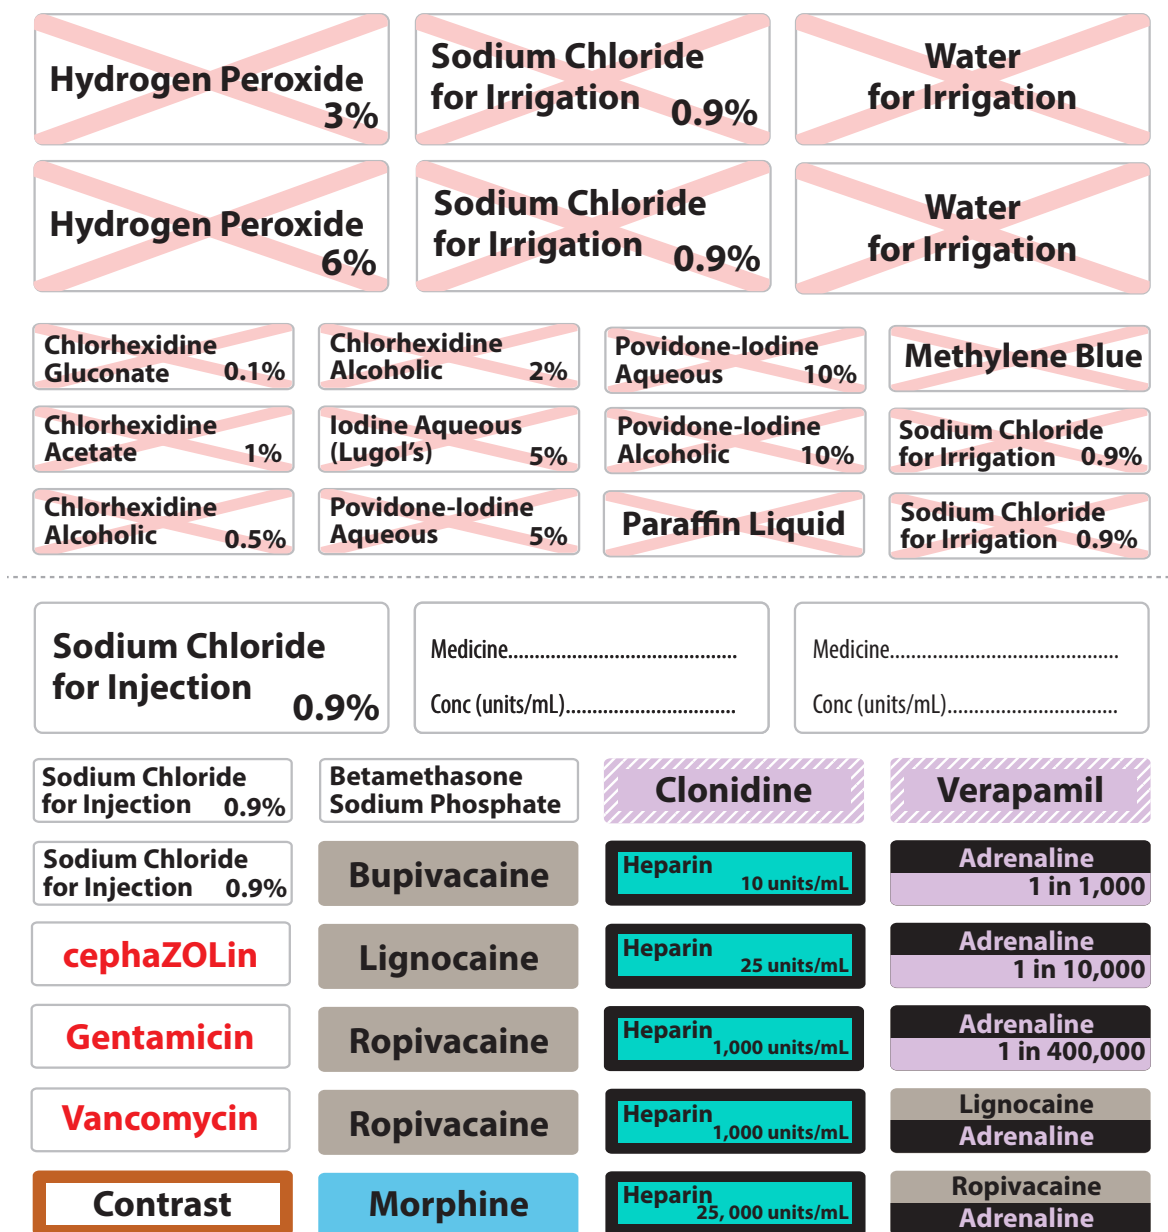 Hydrogen Peroxide
3%
Sodium Chloride
for Irrigation 0.9%
Water
for Irrigation
Hydrogen Peroxide
6%
Sodium Chloride
for Irrigation 0.9%
Water
for Irrigation
Chlorhexidine
Gluconate 0.1%
Chlorhexidine
Alcoholic 2%
Povidone-Iodine
Aqueous 10%
Methylene Blue
Chlorhexidine
Acetate 1%
Iodine Aqueous
(Lugol's) 5%
Povidone-Iodine
Alcoholic 10%
Sodium Chloride
for Irrigation 0.9%
Chlorhexidine
Alcoholic 0.5%
Povidone-Iodine
Aqueous 5%
Paraffin Liquid
Sodium Chloride
for Irrigation 0.9%
Sodium Chloride
for Injection 0.9%
Medicine............................................
Conc (units/mL)................................
Medicine............................................
Conc (units/mL)................................
Sodium Chloride
for Injection 0.9%
Betamethasone
Sodium Phosphate
Clonidine
Verapamil
Sodium Chloride
for Injection 0.9%
Bupivacaine
Heparin
10 units/mL
Adrenaline
1 in 1,000
cephaZOLin
Lignocaine
Heparin
25 units/mL
Adrenaline
1 in 10,000
Gentamicin
Ropivacaine
Heparin
1,000 units/mL
Adrenaline
1 in 400,000
Vancomycin
Ropivacaine
Heparin
1,000 units/mL
Lignocaine
Adrenaline
Contrast
Morphine
Heparin
25, 000 units/mL
Ropivacaine
Adrenaline